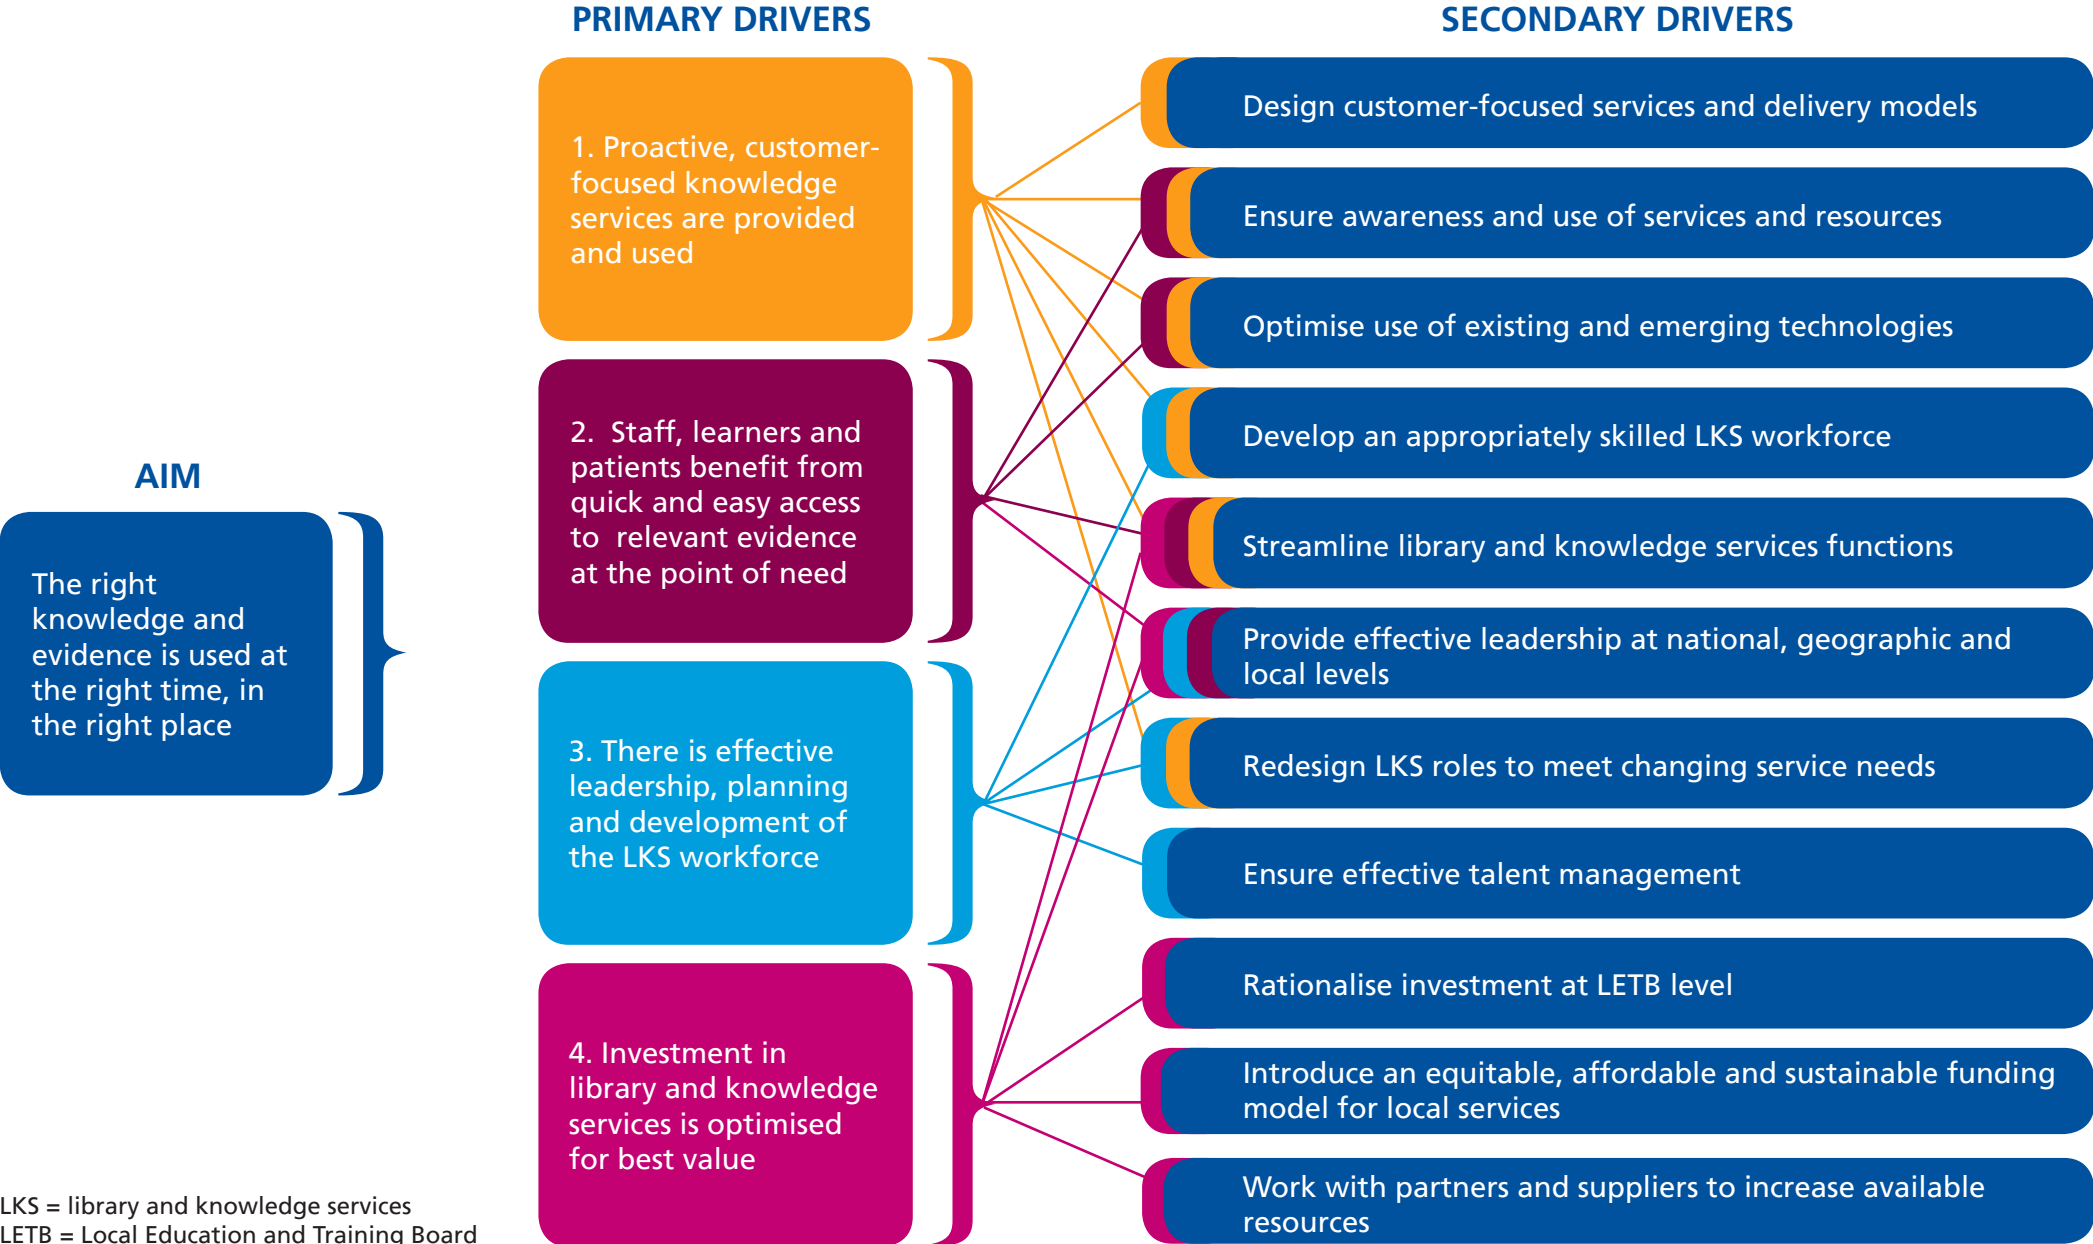 PRIMARY DRIVERS
SECONDARY DRIVERS
AIM
The right
knowledge and
evidence is used at
the right time, in
the right place
1. Proactive, customer-
focused knowledge
services are provided
and used
2.  Staff, learners and
patients benefit from
quick and easy access
to  relevant evidence
at the point of need
3. There is effective
leadership, planning
and development of
the LKS workforce
4. Investment in
library and knowledge
services is optimised
for best value
Design customer-focused services and delivery models
Ensure awareness and use of services and resources
Optimise use of existing and emerging technologies
Develop an appropriately skilled LKS workforce
Streamline library and knowledge services functions
Provide effective leadership at national, geographic and
local levels
Redesign LKS roles to meet changing service needs
Ensure effective talent management
Rationalise investment at LETB level
Introduce an equitable, affordable and sustainable funding
model for local services
Work with partners and suppliers to increase available
resources
LKS = library and knowledge services
LETB = Local Education and Training Board